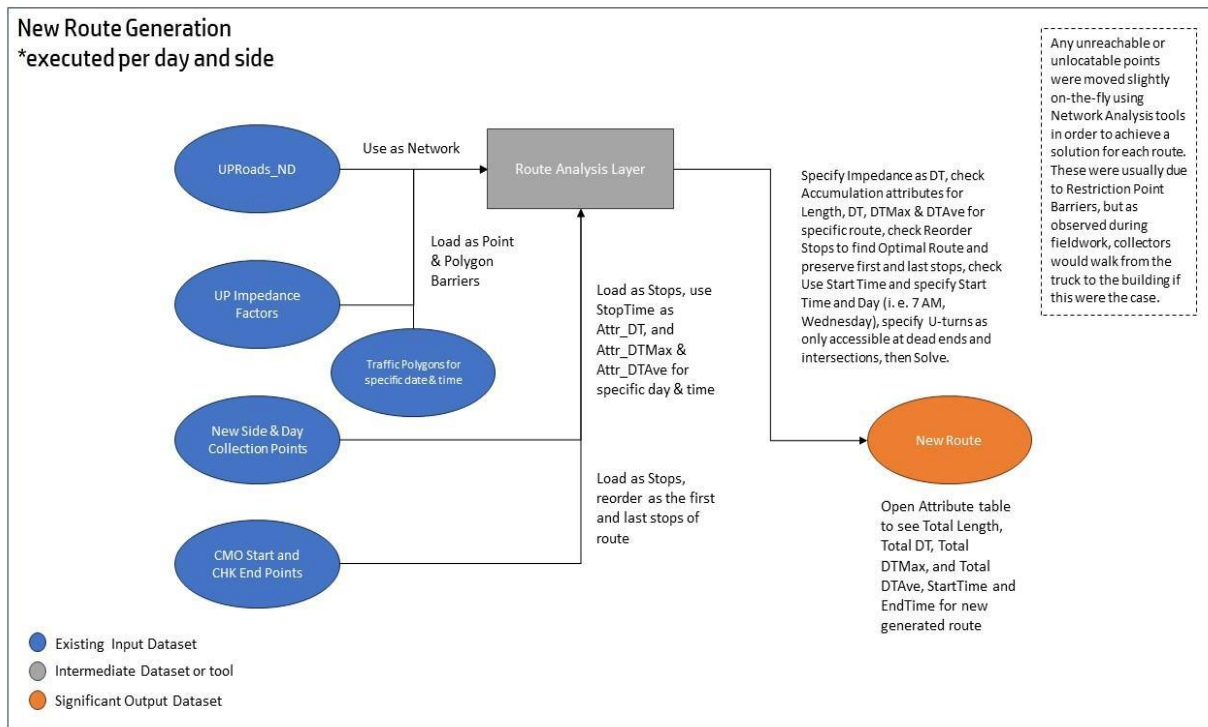 New Route Generation
*executed per day and side
Any unreachable or
unlocatable points
were moved slightly
on-the-fly using
Network Analysis tools
in order to achieve a
solution for each route.
These were usually due
to Restriction Point
Barriers, but as
observed during
fieldwork, collectors
would walk from the
truck to the building if
this were the case.
UPRoads_ND
Use as Network
Route Analysis Layer
Load as Point
& Polygon
Barriers
UP Impedance
Factors
Traffic Polygons for
specific date & time
Load as Stops, use
StopTime as
Attr_DT, and
Attr_DTMax &
Attr_DTAve for
specific day & time
Specify Impedance as DT, check
Accumulation attributes for
Length, DT, DTMax & DTAve for
specific route, check Reorder
Stops to find Optimal Route and
preserve first and last stops, check
Use Start Time and specify Start
Time and Day (i. e. 7 AM,
Wednesday), specify U-turns as
only accessible at dead ends and
intersections, then Solve.
New Side & Day
Collection Points
New Route
Load as Stops,
reorder as the first
and last stops of
route
CMO Start and
CHK End Points
Open Attribute table
to see Total Length,
Total DT, Total
DTMax, and Total
DTAve, StartTime and
EndTime for new
generated route
Existing Input Dataset
Intermediate Dataset or tool
Significant Output Dataset